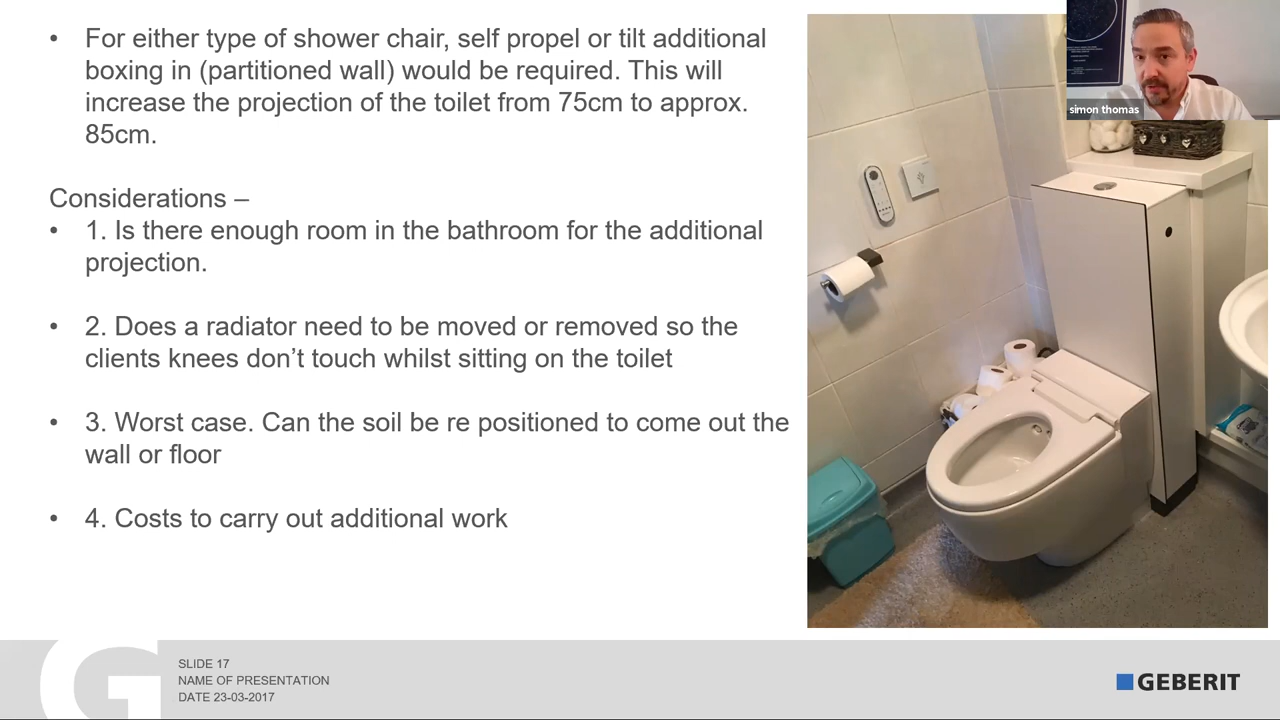 • For either type of shower chair, self propel or tilt additional
boxing in (partitioned wall) would be required. This will
increase the projection of the toilet from 75cm to approx.
85cm.
Considerations –
• 1. Is there enough room in the bathroom for the additional
projection.
• 2. Does a radiator need to be moved or removed so the
clients knees don't touch whilst sitting on the toilet
• 3. Worst case. Can the soil be re positioned to come out the
wall or floor
• 4. Costs to carry out additional work
simon thomas
SLIDE 17
NAME OF PRESENTATION
DATE 23-03-2017
GEBERIT